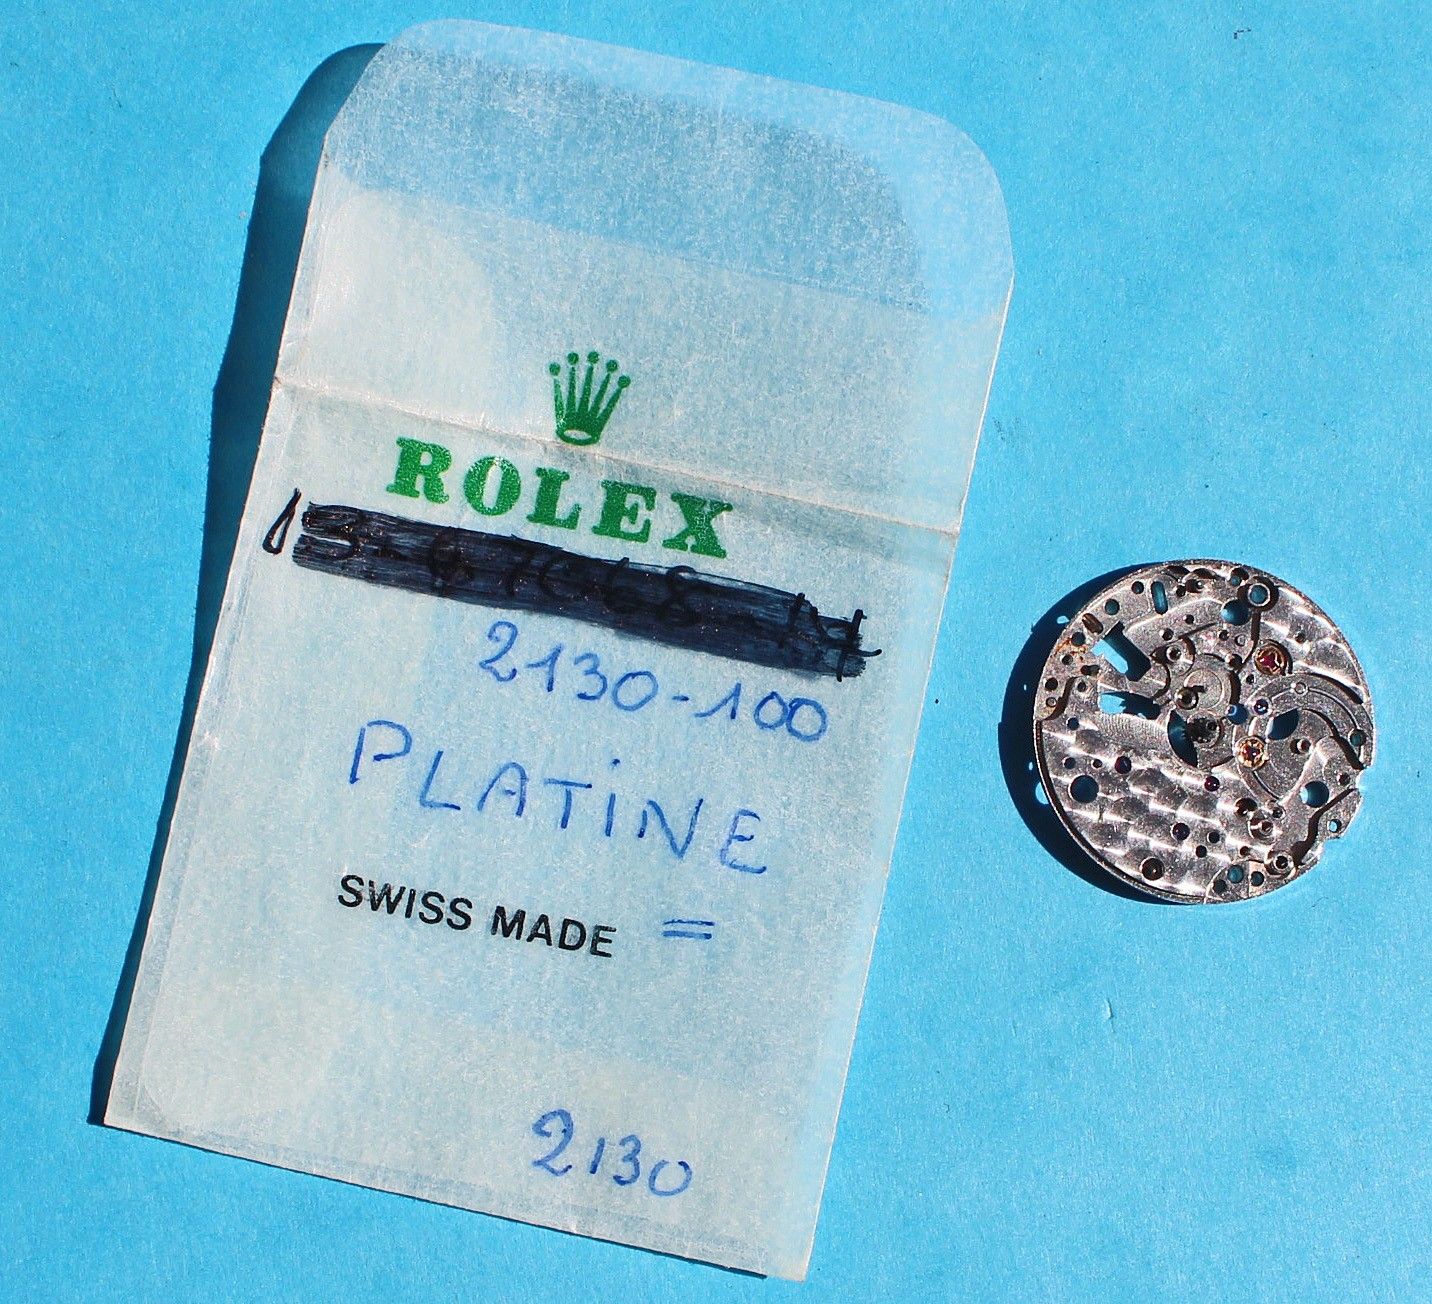 ROLEX
2130-100
PLATINE
SWISS MADE =
2130